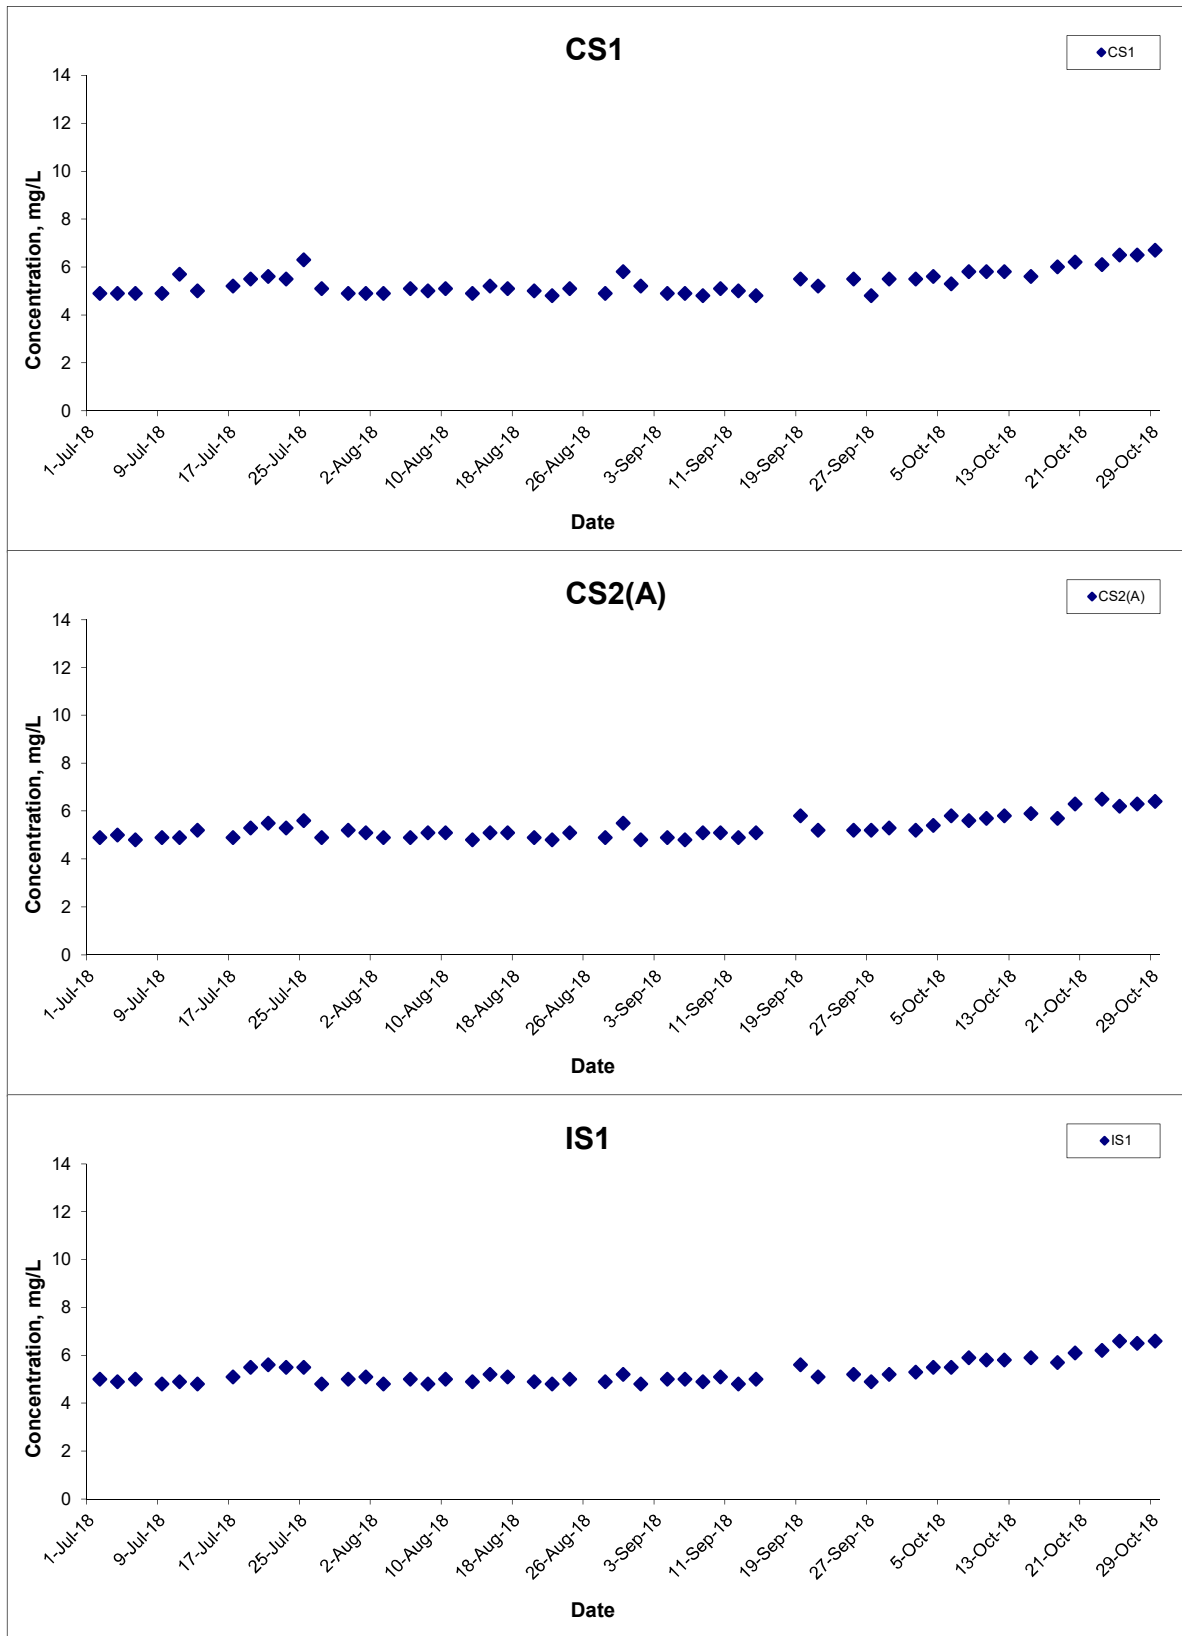 CS1
CS1
14
12
10
8
6
4
2
0
Concentration, mg/L
1-Jul-18
9-Jul-18
17-Jul-18
25-Jul-18
2-Aug-18
10-Aug-18
18-Aug-18
26-Aug-18
3-Sep-18
11-Sep-18
19-Sep-18
27-Sep-18
5-Oct-18
13-Oct-18
21-Oct-18
29-Oct-18
Date
CS2(A)
CS2(A)
14
12
10
8
6
4
2
0
Concentration, mg/L
1-Jul-18
9-Jul-18
17-Jul-18
25-Jul-18
2-Aug-18
10-Aug-18
18-Aug-18
26-Aug-18
3-Sep-18
11-Sep-18
19-Sep-18
27-Sep-18
5-Oct-18
13-Oct-18
21-Oct-18
29-Oct-18
Date
IS1
IS1
14
12
10
8
6
4
2
0
Concentration, mg/L
1-Jul-18
9-Jul-18
17-Jul-18
25-Jul-18
2-Aug-18
10-Aug-18
18-Aug-18
26-Aug-18
3-Sep-18
11-Sep-18
19-Sep-18
27-Sep-18
5-Oct-18
13-Oct-18
21-Oct-18
29-Oct-18
Date